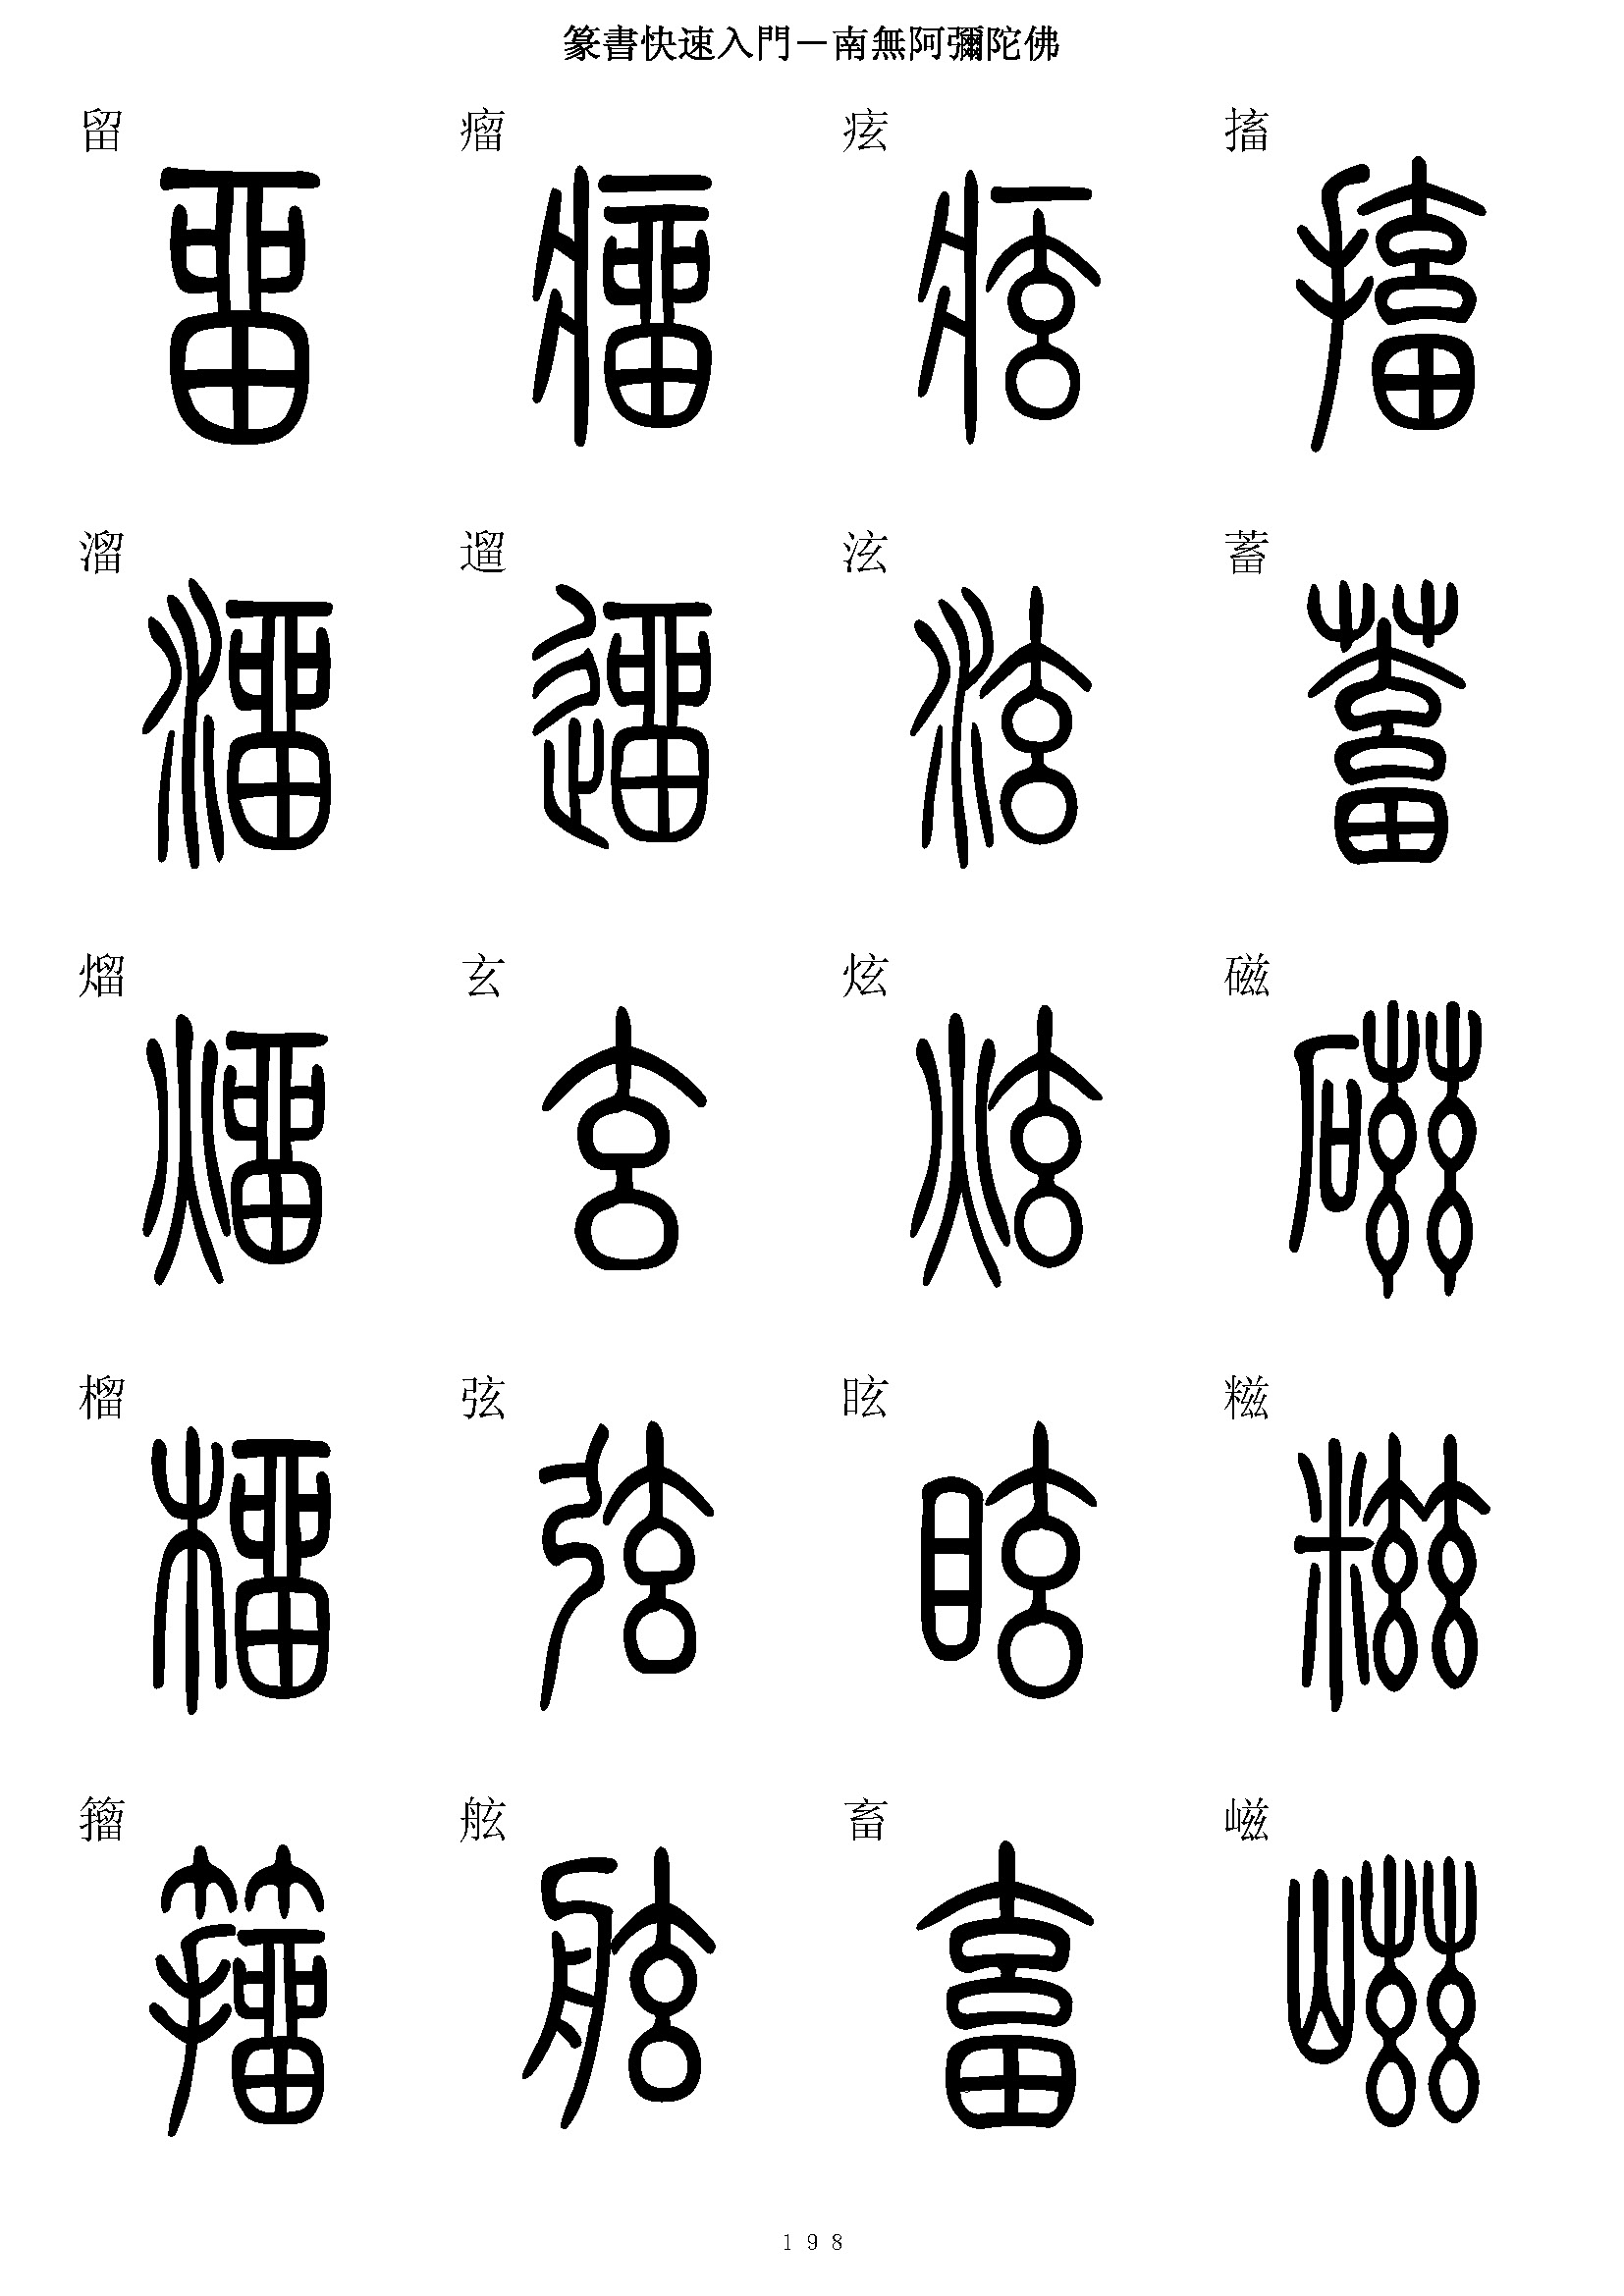 篆書快速入門－南無阿彌陀佛
留 瘤 痃 搐
溜 遛 泫 蓄
熘 玄 炫 磁
榴 弦 眩 糍
籀 舷 畜 嵫
198